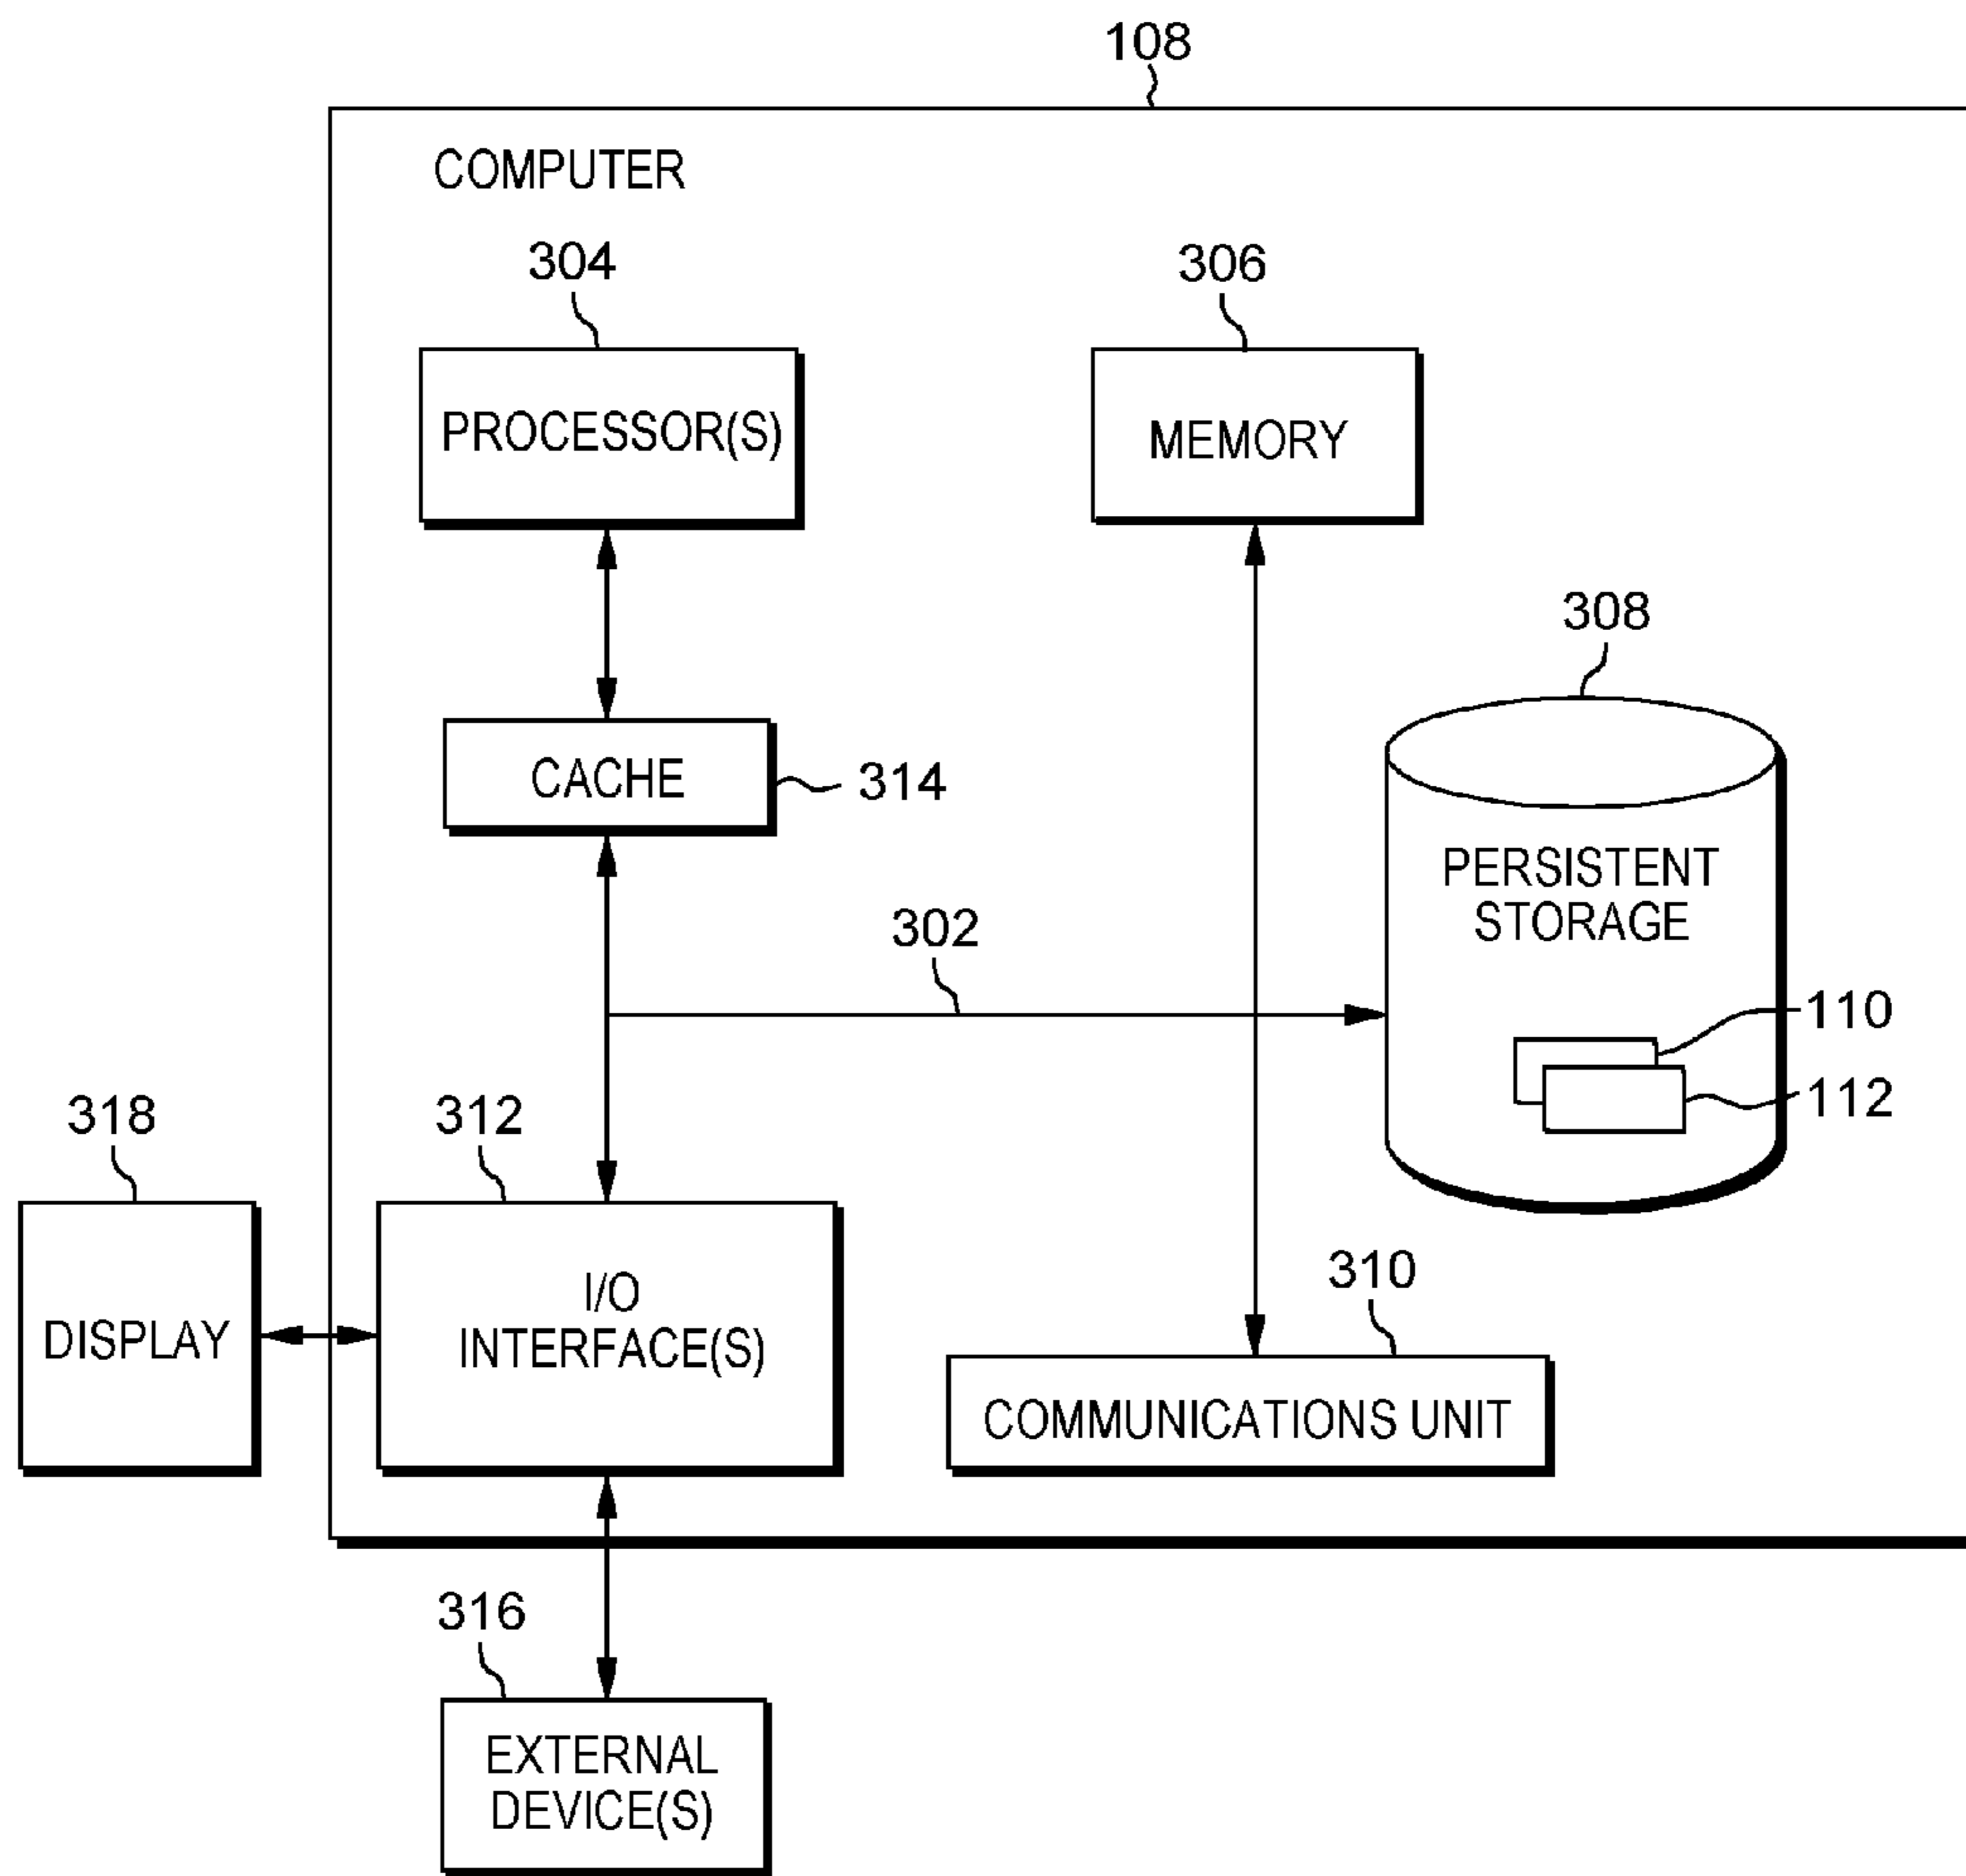 108
COMPUTER
304
306
PROCESSOR(S)
MEMORY
308
CACHE
314
PERSISTENT
STORAGE
302
110
112
318
312
310
DISPLAY
I/O
INTERFACE(S)
COMMUNICATIONS UNIT
316
EXTERNAL
DEVICE(S)